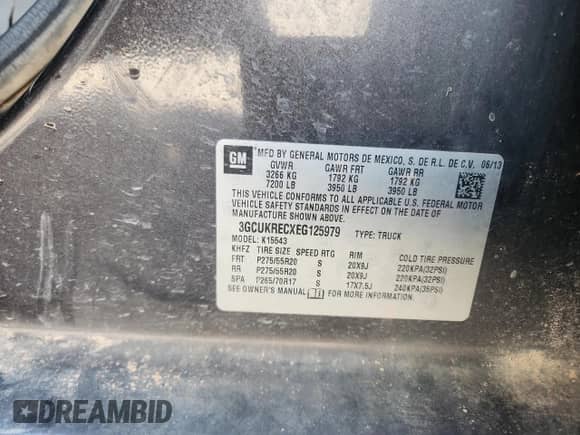 GM
MFD BY GENERAL MOTORS DE MEXICO, S. DE R.L. DE C.V. 06/13
GVWR GAWR FRT GAWR RR
3266 KG 1792 KG 1792 KG
7200 LB 3950 LB 3950 LB
THIS VEHICLE CONFORMS TO ALL APPLICABLE U.S. FEDERAL MOTOR
VEHICLE SAFETY STANDARDS IN EFFECT ON THE DATE OF
MANUFACTURE SHOWN ABOVE.
3GCUKRECXEG125979 TYPE: TRUCK
MODEL: K15543
KHFZ TIRE SIZE SPEED RTG RIM COLD TIRE PRESSURE
FRT P275/55R20 S 20X9J 220KPA(32PSI)
RR P275/55R20 S 20X9J 220KPA(32PSI)
SPA P265/70R17 S 17X7.5J 240KPA(35PSI)
SEE OWNER'S MANUAL FOR MORE INFORMATION.
DREAMBID